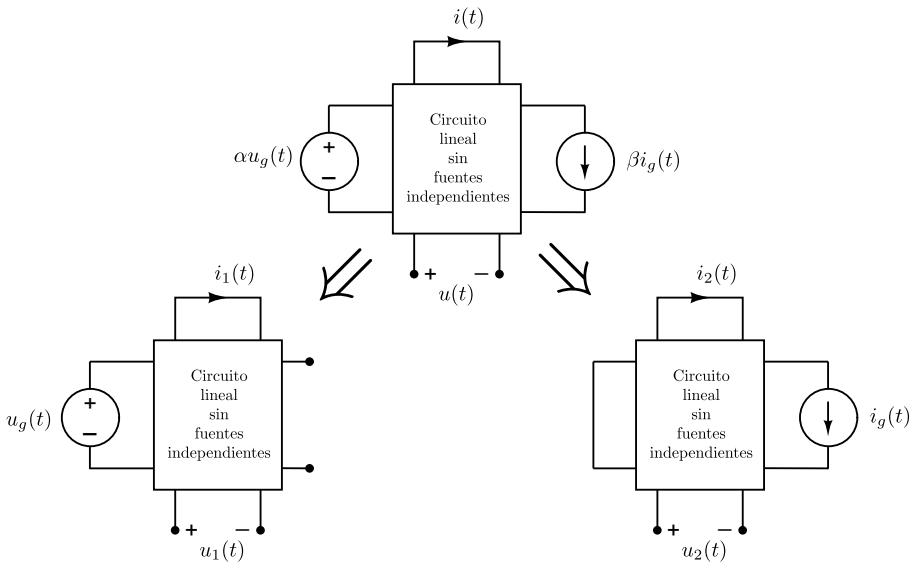 i(t)
Circuito
lineal
sin
fuentes
independientes
αu_g(t)
+
−
βi_g(t)
+ −
u(t)
i_1(t)
i_2(t)
Circuito
lineal
sin
fuentes
independientes
u_g(t)
+
−
+ −
u_1(t)
Circuito
lineal
sin
fuentes
independientes
i_g(t)
+ −
u_2(t)